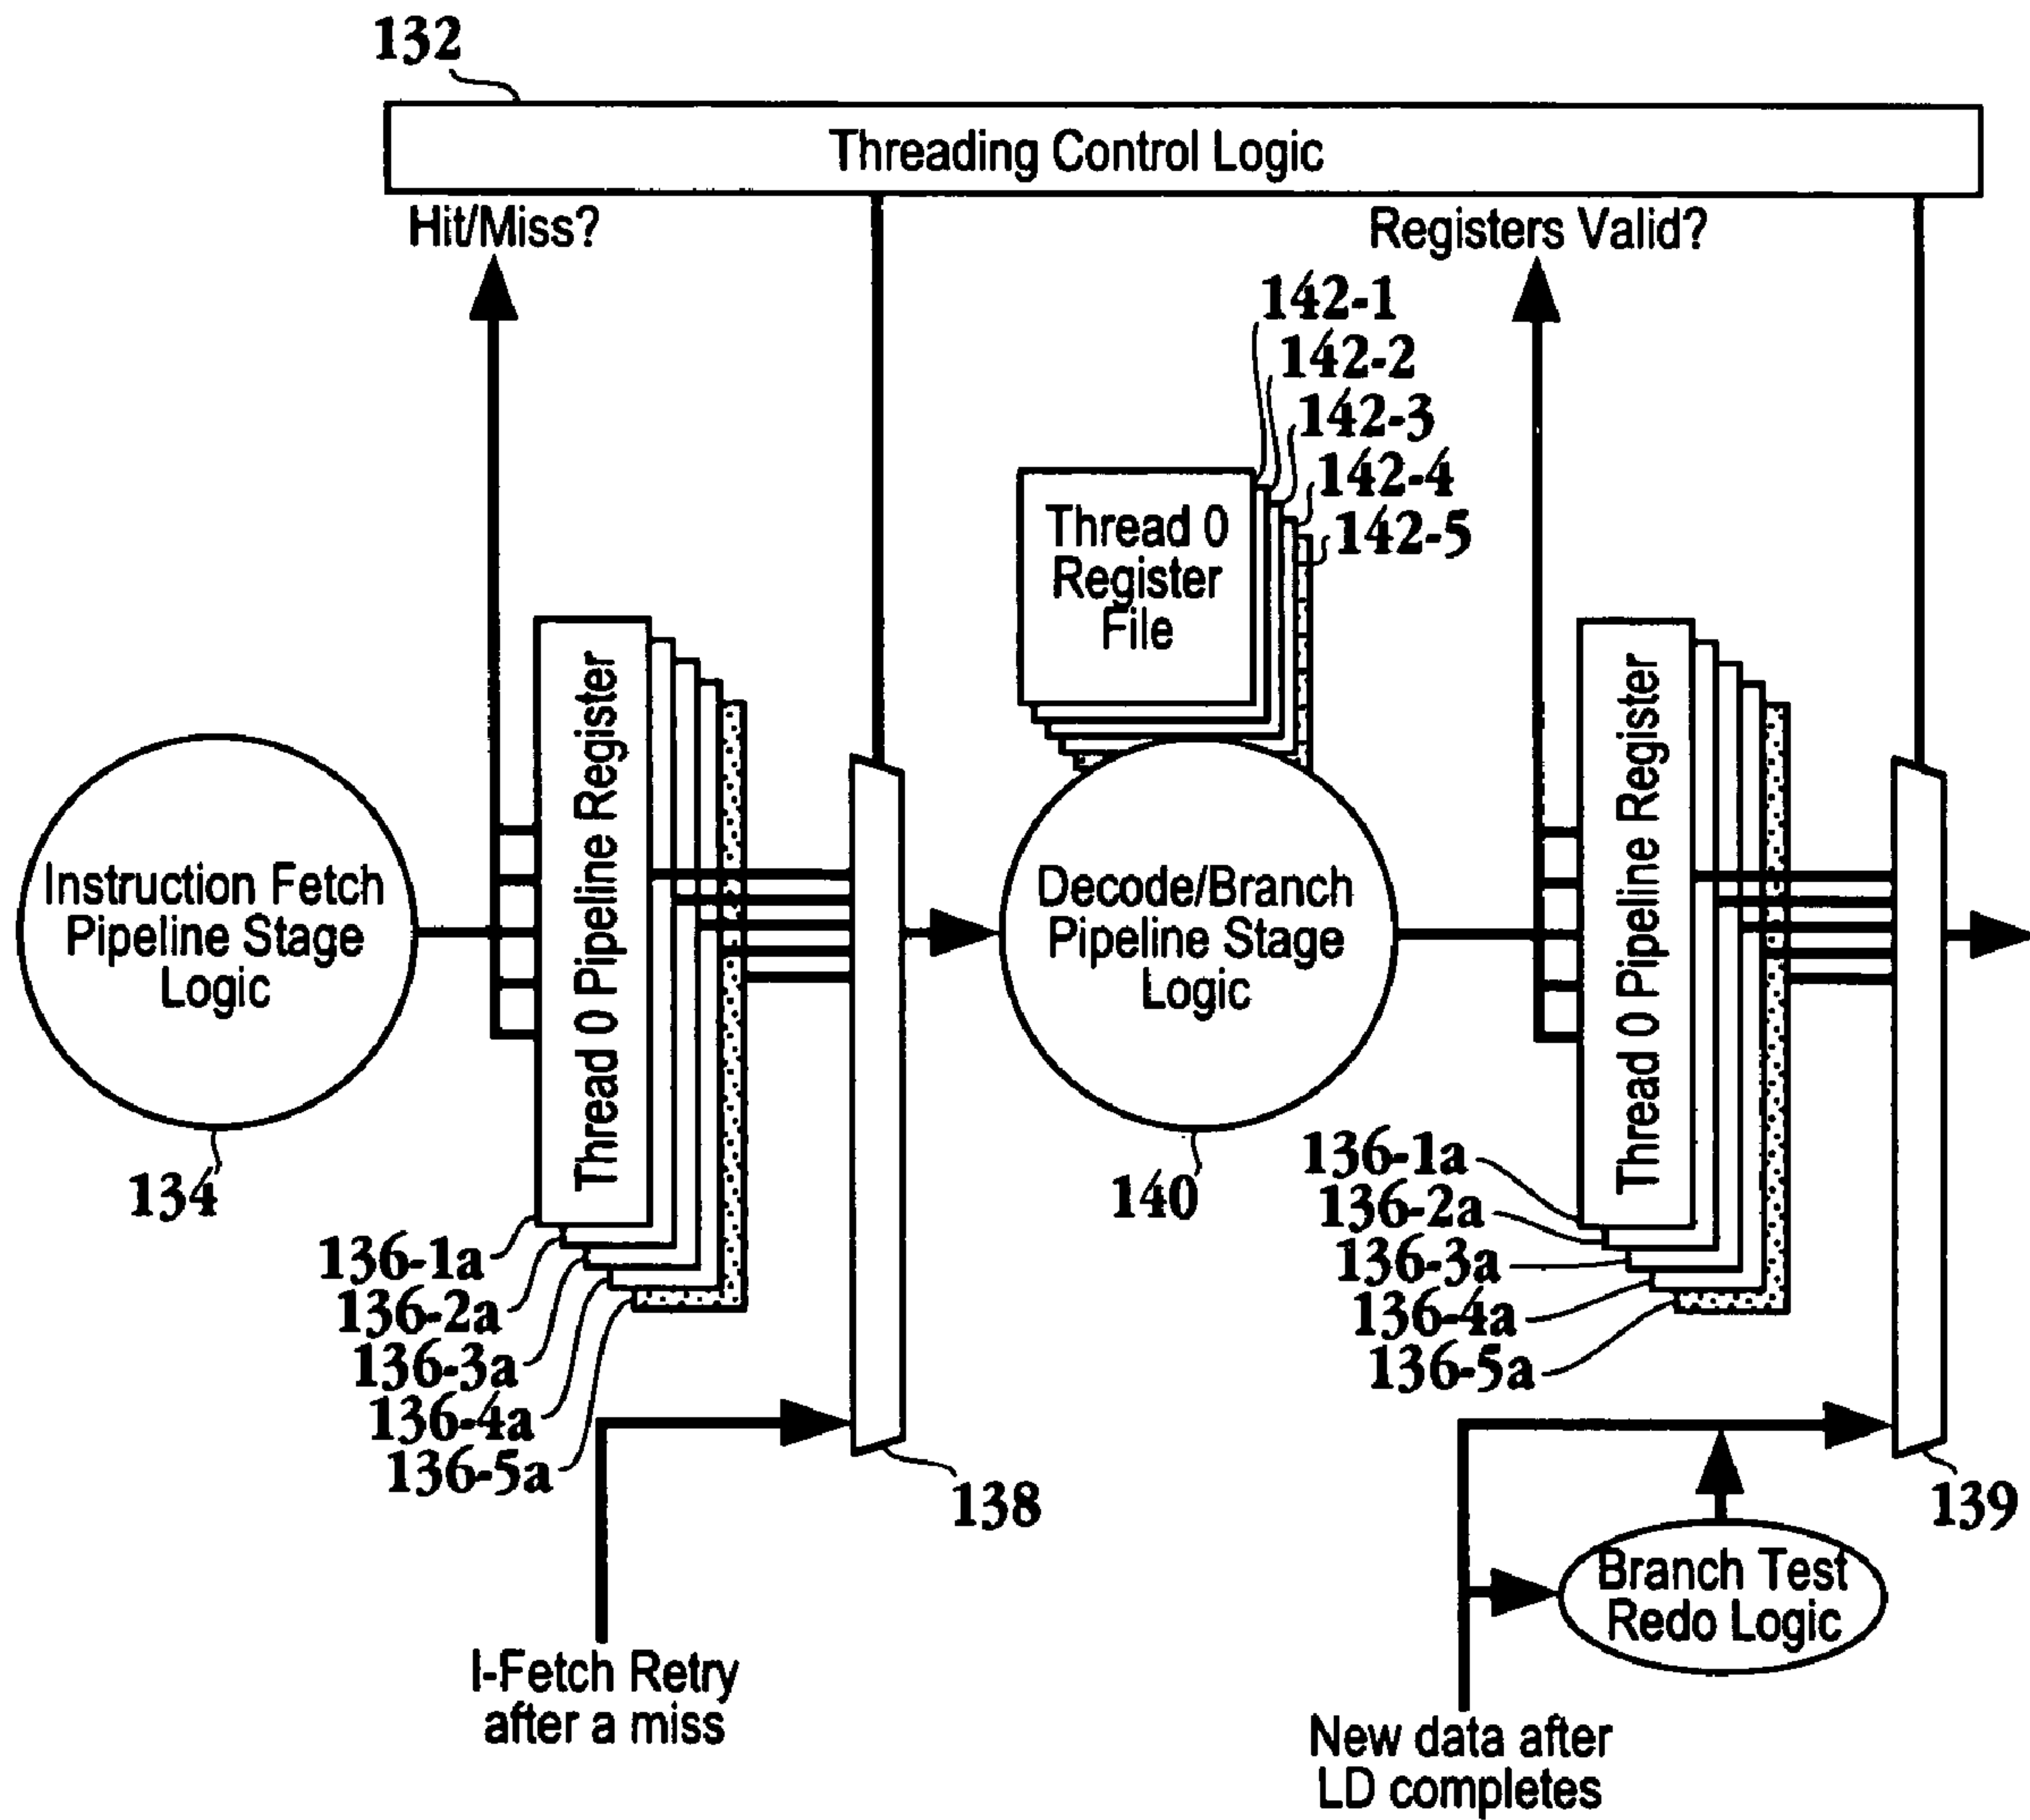 132
Threading Control Logic
Hit/Miss?
Registers Valid?
142-1
142-2
142-3
142-4
142-5
Thread 0
Register
File
Thread 0 Pipeline Register
Thread 0 Pipeline Register
Instruction Fetch
Pipeline Stage
Logic
Decode/Branch
Pipeline Stage
Logic
134
140
136-1a
136-2a
136-3a
136-4a
136-5a
136-1a
136-2a
136-3a
136-4a
136-5a
138
139
Branch Test
Redo Logic
I-Fetch Retry
after a miss
New data after
LD completes